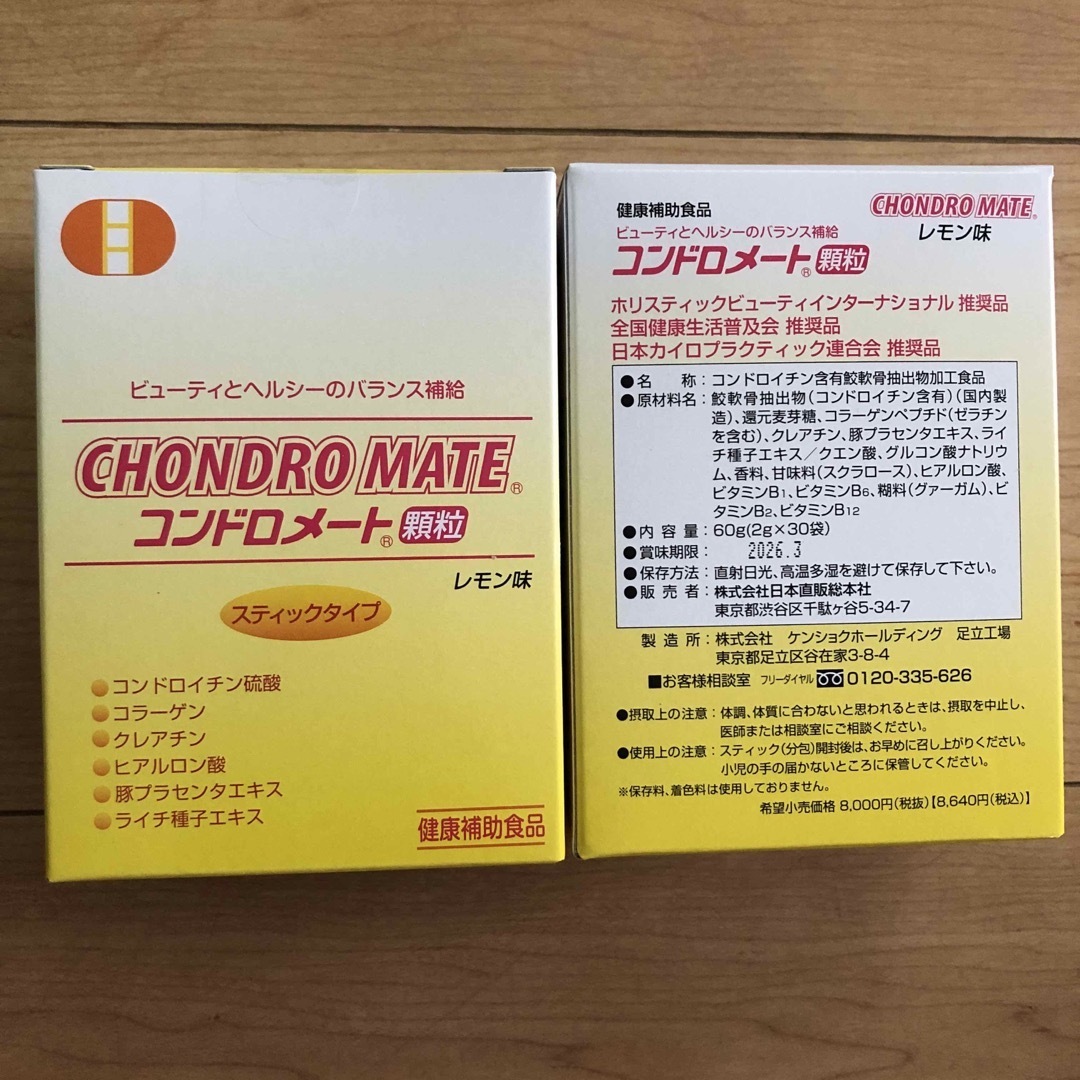 ビューティとヘルシーのバランス補給
CHONDRO MATE®
コンドロメート®顆粒
レモン味
スティックタイプ
●コンドロイチン硫酸
●コラーゲン
●クレアチン
●ヒアルロン酸
●豚プラセンタエキス
●ライチ種子エキス
健康補助食品
健康補助食品
CHONDRO MATE®
ビューティとヘルシーのバランス補給
レモン味
コンドロメート®顆粒
ホリスティックビューティインターナショナル 推奨品
全国健康生活普及会 推奨品
日本カイロプラクティック連合会 推奨品
●名 称:コンドロイチン含有鮫軟骨抽出物加工食品
●原材料名:鮫軟骨抽出物(コンドロイチン含有)(国内製
造)、還元麦芽糖、コラーゲンペプチド(ゼラチン
を含む)、クレアチン、豚プラセンタエキス、ライ
チ種子エキス/クエン酸、グルコン酸ナトリウ
ム、香料、甘味料(スクラロース)、ヒアルロン酸、
ビタミンB1、ビタミンB6、糊料(グァーガム)、ビ
タミンB2、ビタミンB12
●内 容 量:60g(2g×30袋)
●賞味期限: 2026.3
●保存方法:直射日光、高温多湿を避けて保存して下さい。
●販 売 者:株式会社日本直販総本社
東京都渋谷区千駄ヶ谷5-34-7
製 造 所:株式会社 ケンショクホールディング 足立工場
東京都足立区谷在家3-8-4
■お客様相談室 フリーダイヤル 0120-335-626
●摂取上の注意:体調、体質に合わないと思われるときは、摂取を中止し、
医師または相談室にご相談ください。
●使用上の注意:スティック(分包)開封後は、お早めに召し上がりください。
小児の手の届かないところに保管してください。
※保存料、着色料は使用しておりません。
希望小売価格 8,000円(税抜)【8,640円(税込)】